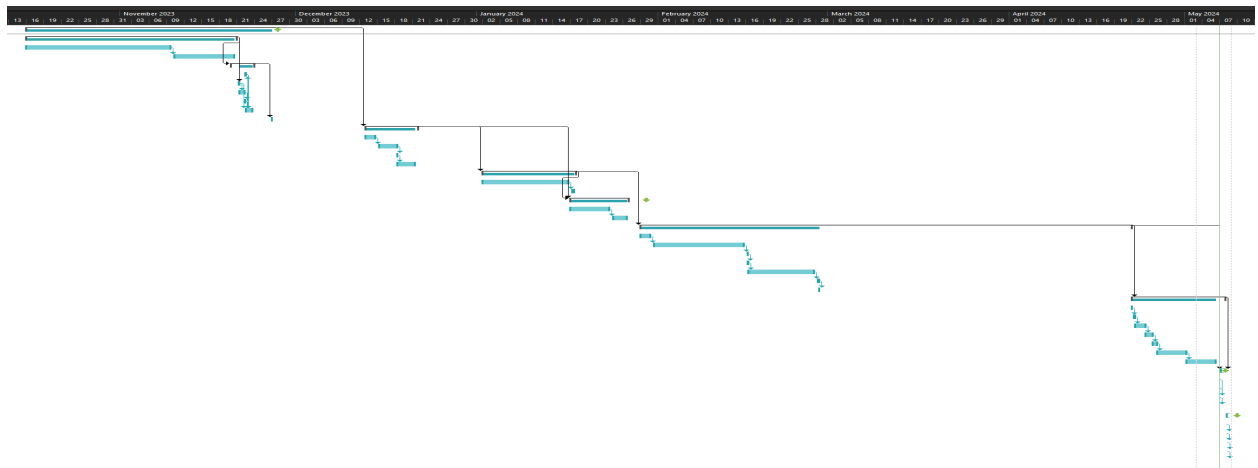 November 2023 December 2023 January 2024 February 2024 March 2024 April 2024 May 2024
13 16 19 22 25 28 31 03 06 09 12 15 18 21 24 27 30 03 06 09 12 15 18 21 24 27 30 02 05 08 11 14 17 20 23 26 29 01 04 07 10 13 16 19 22 25 28 02 05 08 11 14 17 20 23 26 29 01 04 07 10 13 16 19 22 25 28 01 04 07 10